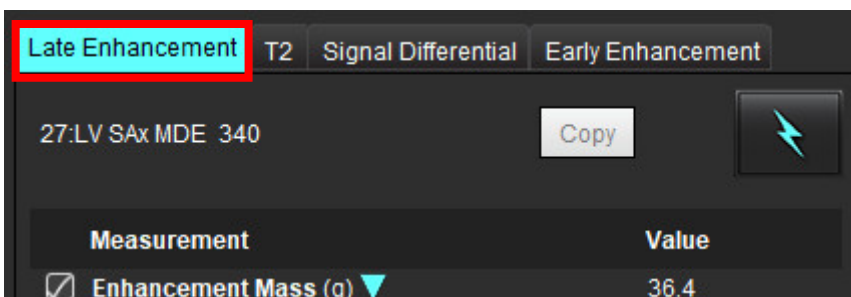 Late Enhancement T2 Signal Differential Early Enhancement
27:LV SAx MDE 340 Copy
Measurement Value
Enhancement Mass (g) 36.4